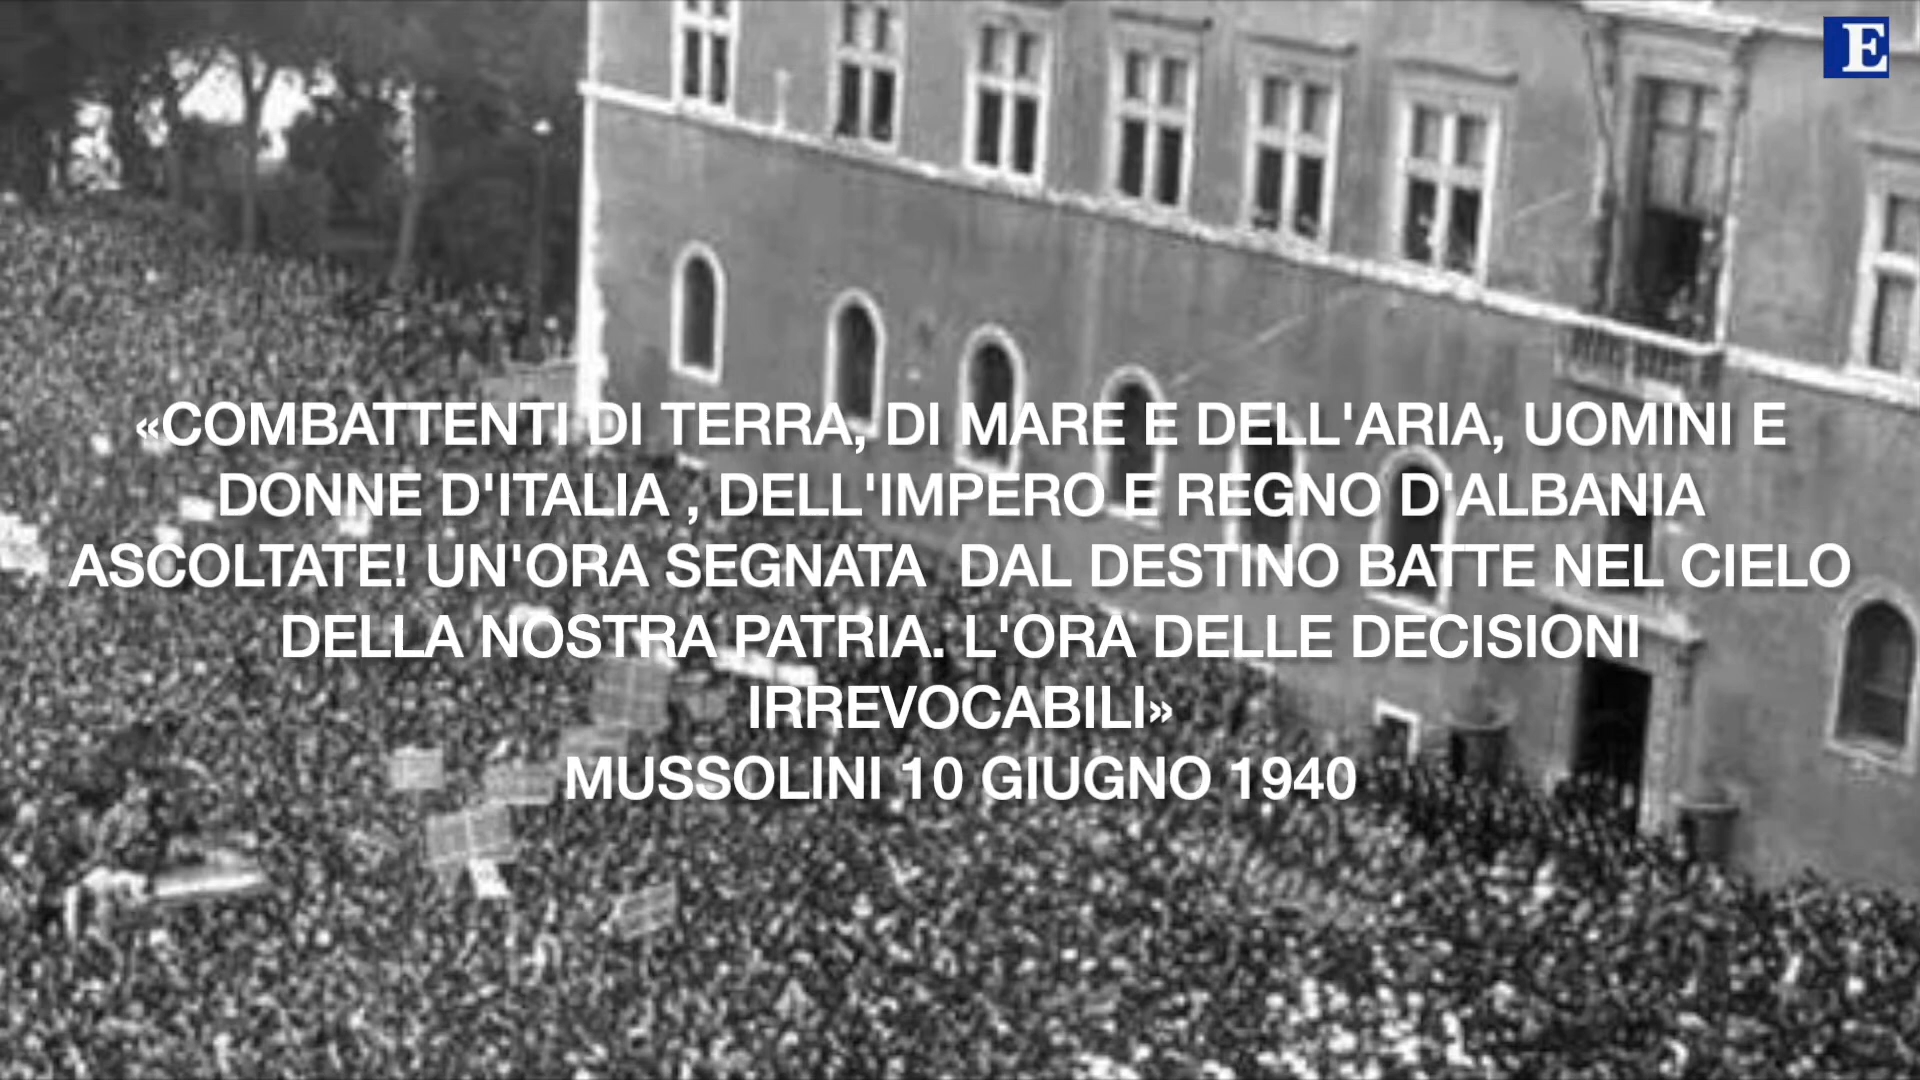 E
«COMBATTENTI DI TERRA, DI MARE E DELL'ARIA, UOMINI E
DONNE D'ITALIA , DELL'IMPERO E REGNO D'ALBANIA
ASCOLTATE! UN'ORA SEGNATA  DAL DESTINO BATTE NEL CIELO
DELLA NOSTRA PATRIA. L'ORA DELLE DECISIONI
IRREVOCABILI»
MUSSOLINI 10 GIUGNO 1940